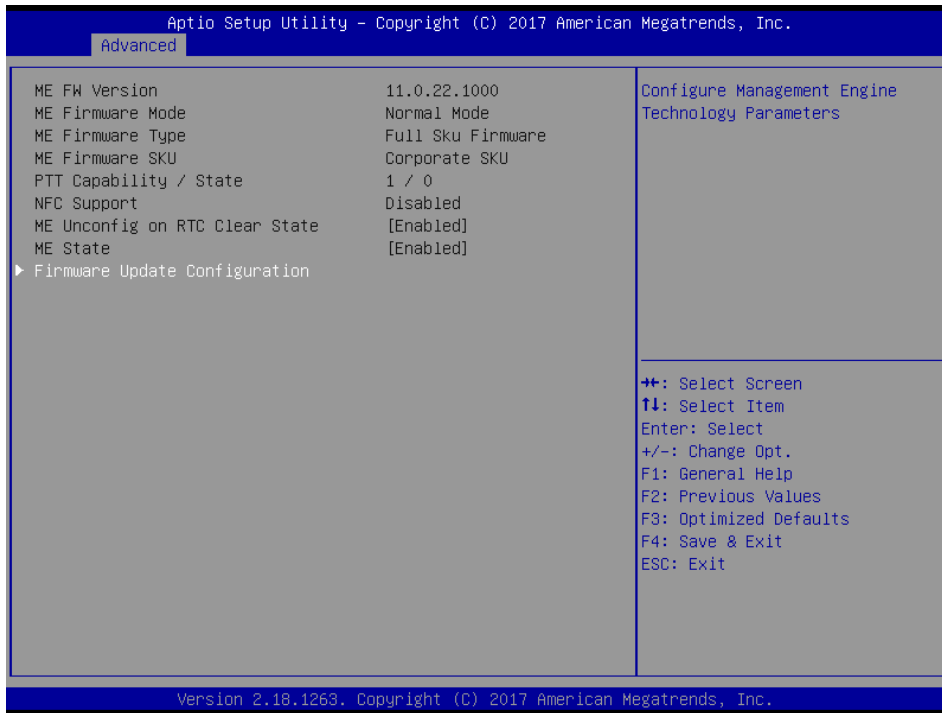 Aptio Setup Utility – Copyright (C) 2017 American Megatrends, Inc.
Advanced
ME FW Version 11.0.22.1000
ME Firmware Mode Normal Mode
ME Firmware Type Full Sku Firmware
ME Firmware SKU Corporate SKU
PTT Capability / State 1 / 0
NFC Support Disabled
ME Unconfig on RTC Clear State [Enabled]
ME State [Enabled]
► Firmware Update Configuration
Configure Management Engine
Technology Parameters
→←: Select Screen
↑↓: Select Item
Enter: Select
+/-: Change Opt.
F1: General Help
F2: Previous Values
F3: Optimized Defaults
F4: Save & Exit
ESC: Exit
Version 2.18.1263. Copyright (C) 2017 American Megatrends, Inc.